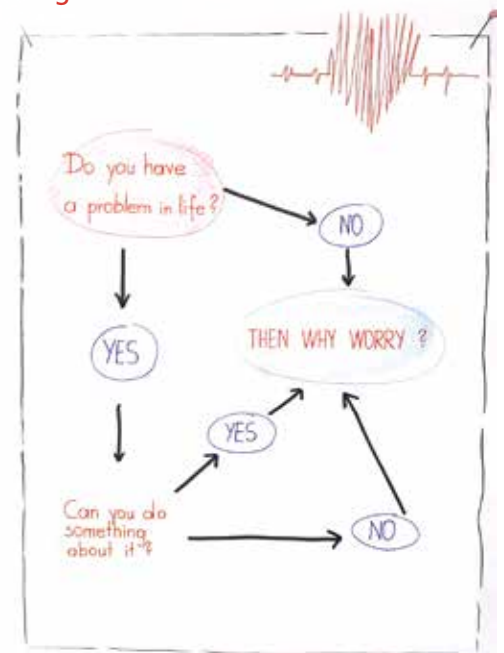 Do you have
a problem in life?
NO
YES
THEN WHY WORRY ?
YES
Can you do
something
about it?
NO